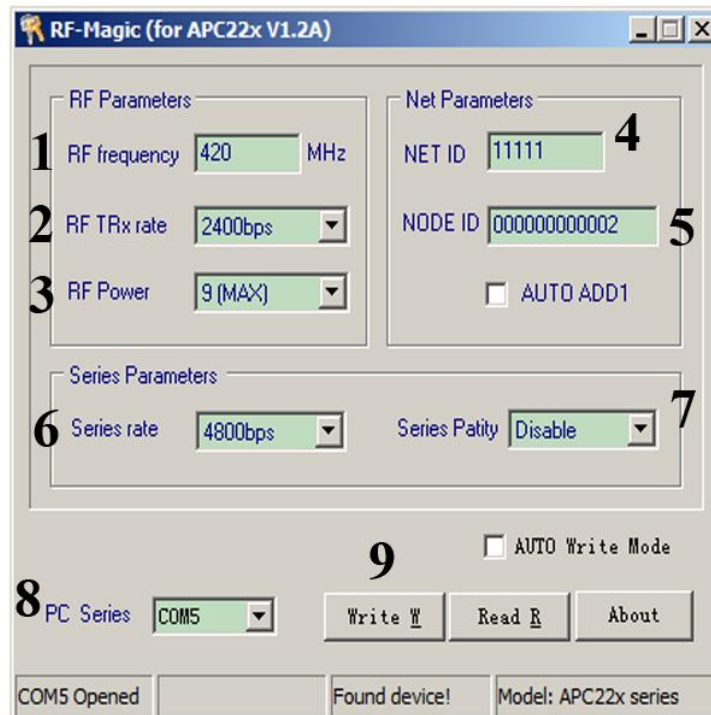 RF-Magic (for APC22x V1.2A)
RF Parameters
1 RF frequency 420 MHz
2 RF TRx rate 2400bps
3 RF Power 9 (MAX)
Net Parameters
NET ID 11111 4
NODE ID 000000000002 5
AUTO ADD1
Series Parameters
6 Series rate 4800bps
Series Patity Disable 7
AUTO Write Mode
8 PC Series COM5
9
Write W
Read R
About
COM5 Opened
Found device!
Model: APC22x series